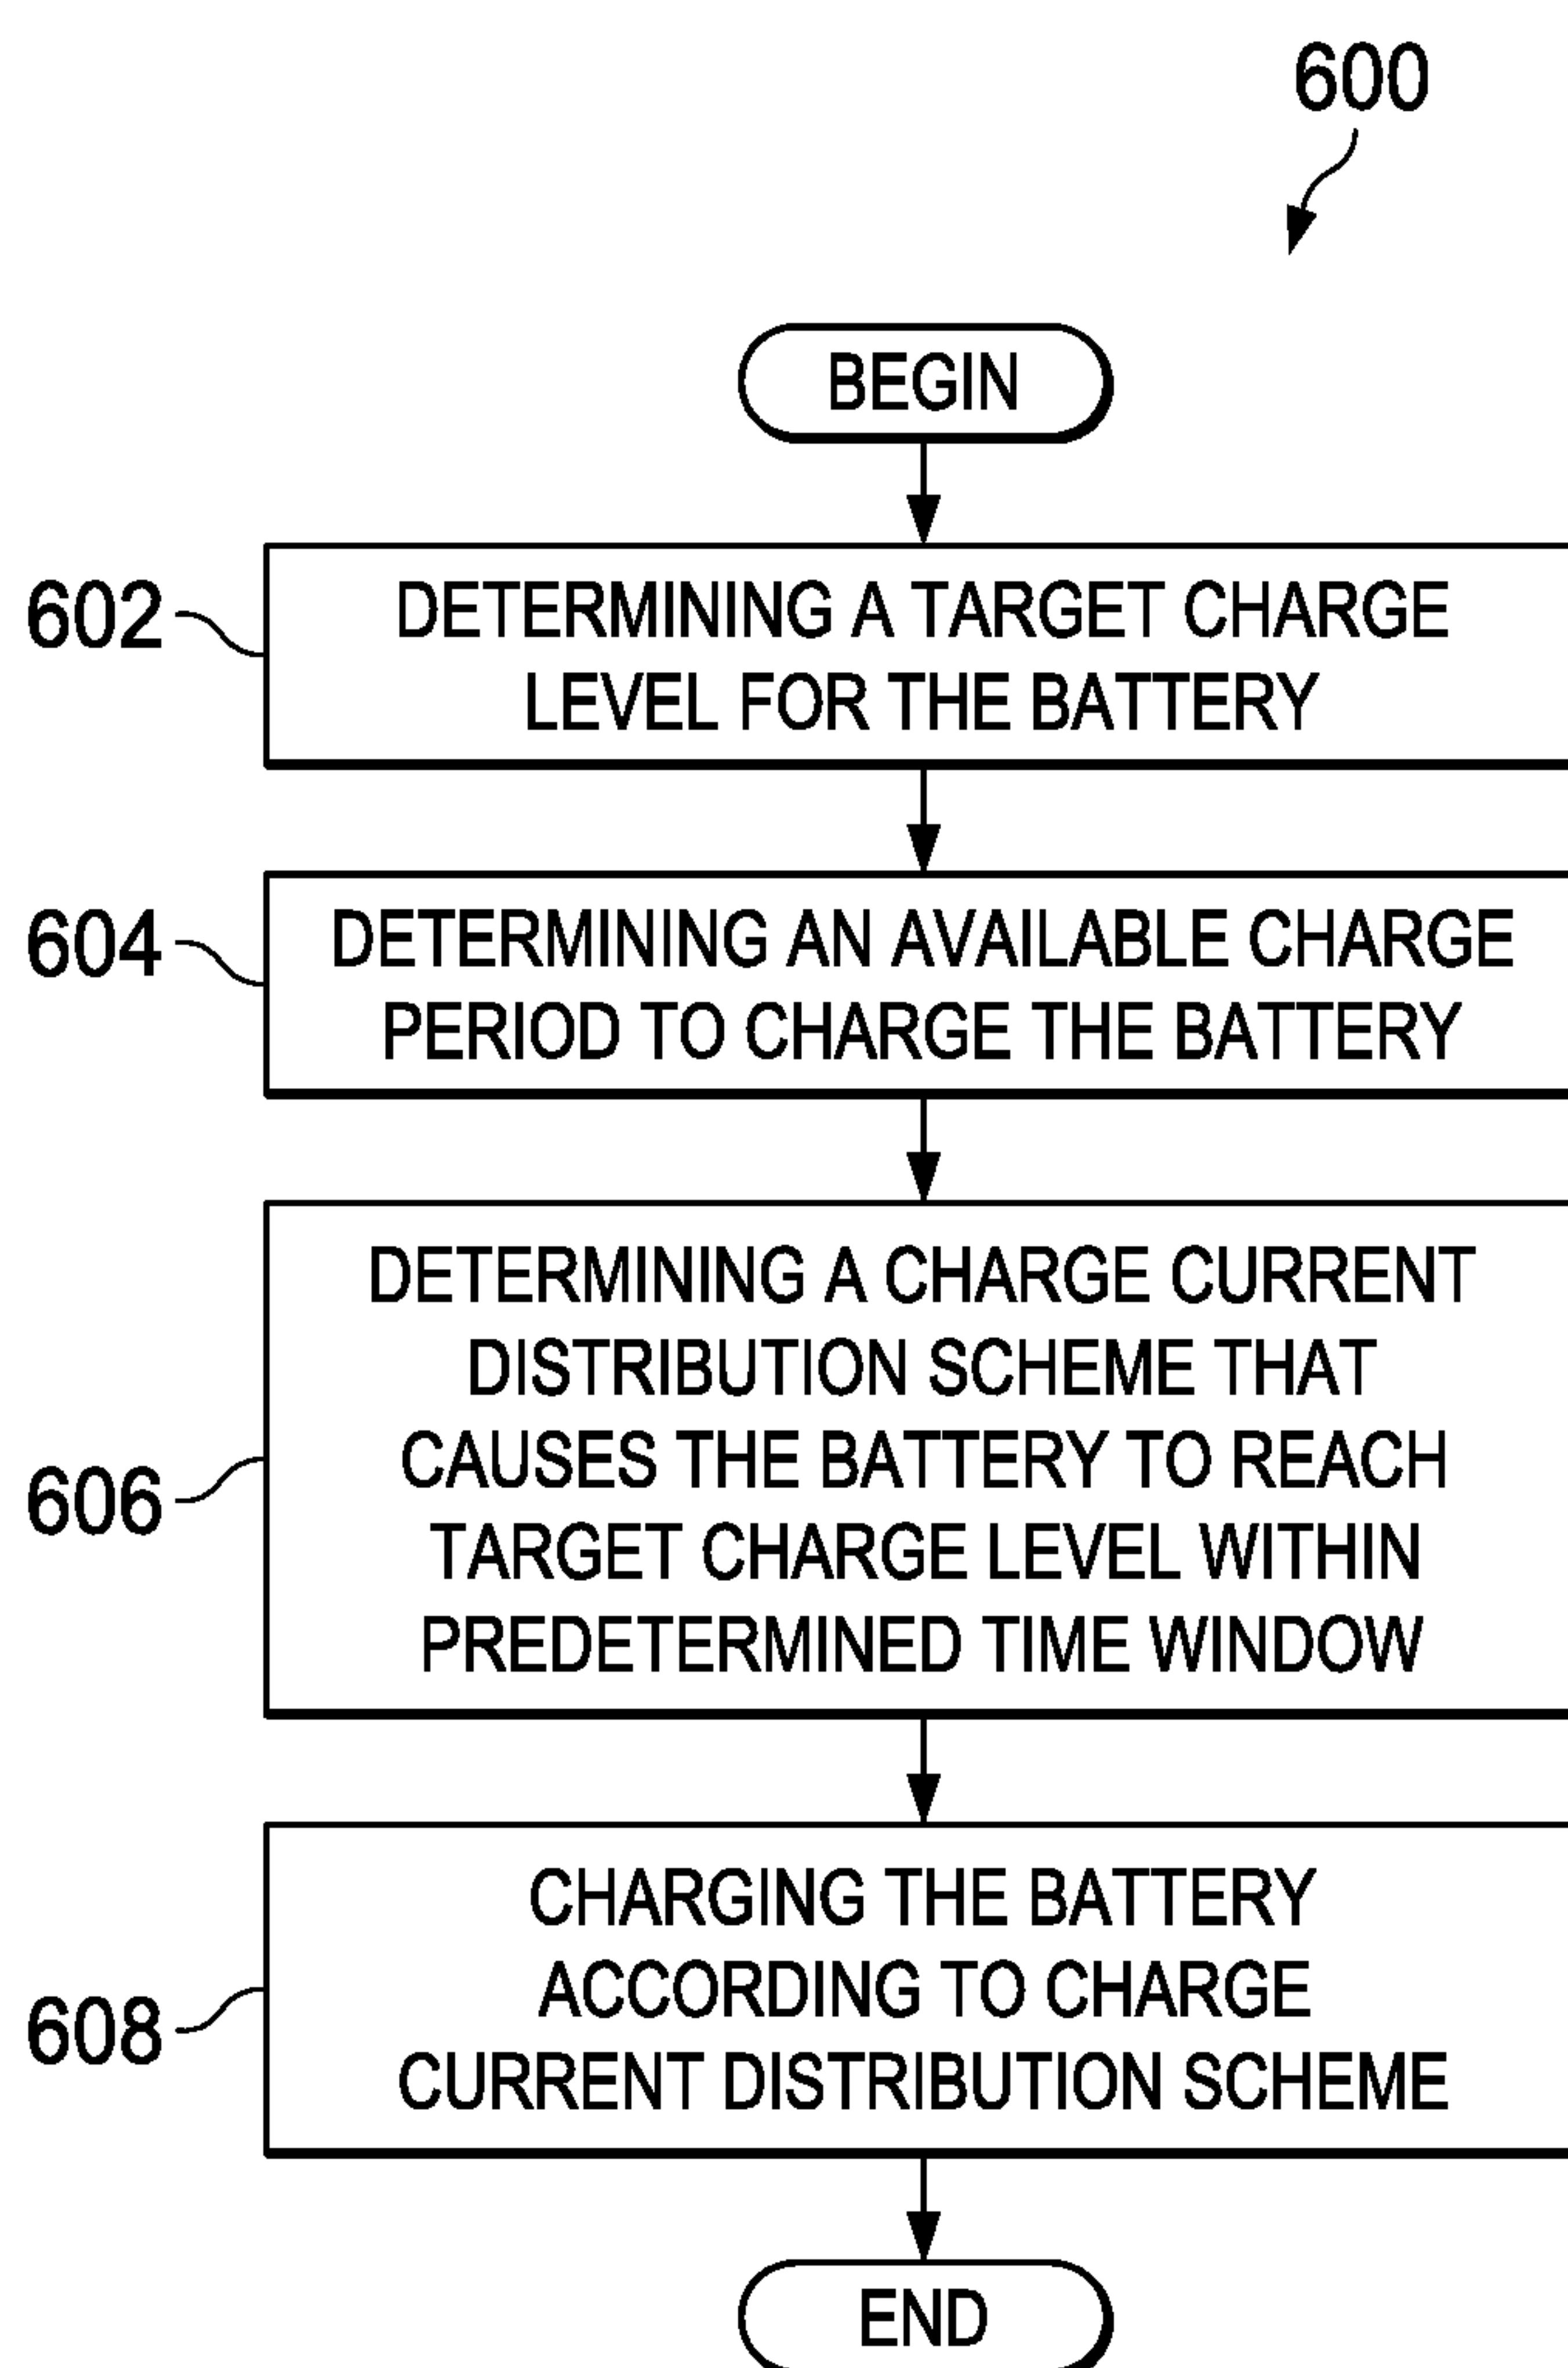 600
BEGIN
602
DETERMINING A TARGET CHARGE
LEVEL FOR THE BATTERY
604
DETERMINING AN AVAILABLE CHARGE
PERIOD TO CHARGE THE BATTERY
606
DETERMINING A CHARGE CURRENT
DISTRIBUTION SCHEME THAT
CAUSES THE BATTERY TO REACH
TARGET CHARGE LEVEL WITHIN
PREDETERMINED TIME WINDOW
608
CHARGING THE BATTERY
ACCORDING TO CHARGE
CURRENT DISTRIBUTION SCHEME
END